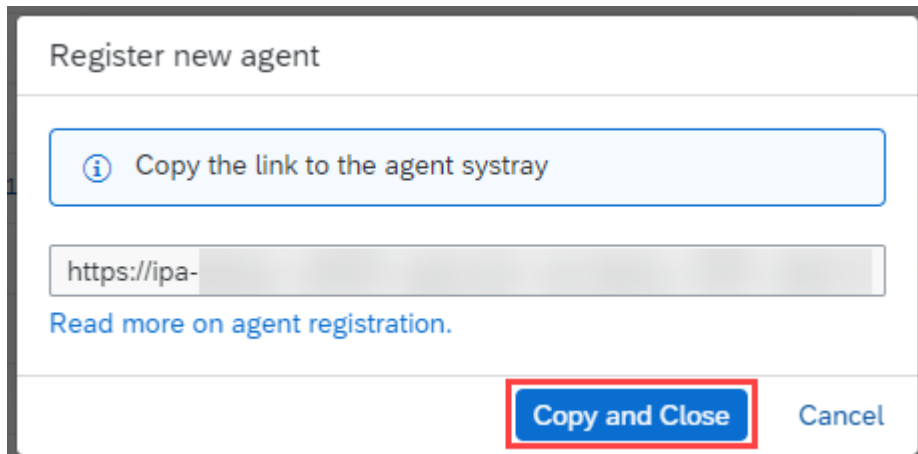 Register new agent
Copy the link to the agent systray
1
https://ipa-
Read more on agent registration.
Copy and Close
Cancel